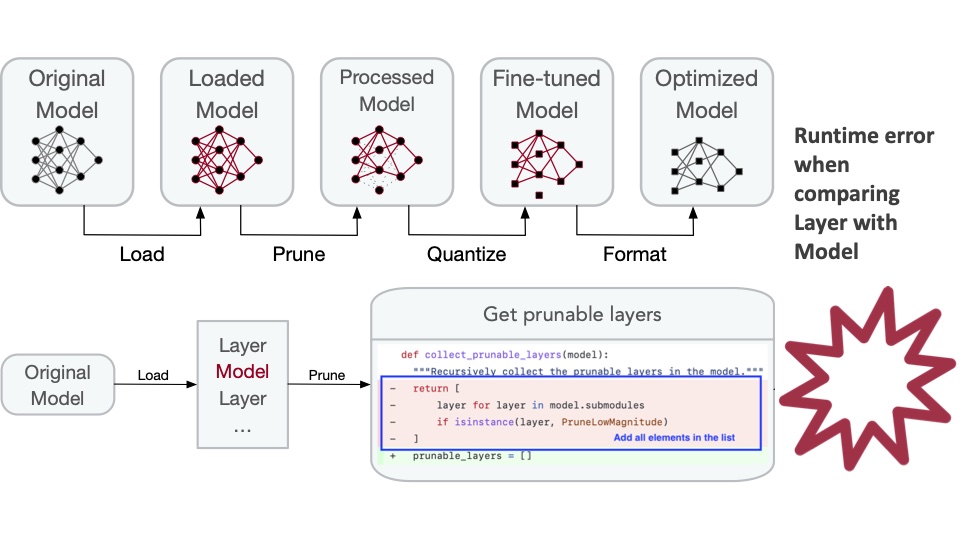 Original
Model
Loaded
Model
Processed
Model
Fine-tuned
Model
Optimized
Model
Load
Prune
Quantize
Format
Runtime error
when
comparing
Layer with
Model
Original
Model
Load
Layer
Model
Layer
...
Prune
Get prunable layers
def collect_prunable_layers(model):
"""Recursively collect the prunable layers in the model."""
- return [
- layer for layer in model.submodules
- if isinstance(layer, PruneLowMagnitude)
- ]
Add all elements in the list
+ prunable_layers = []